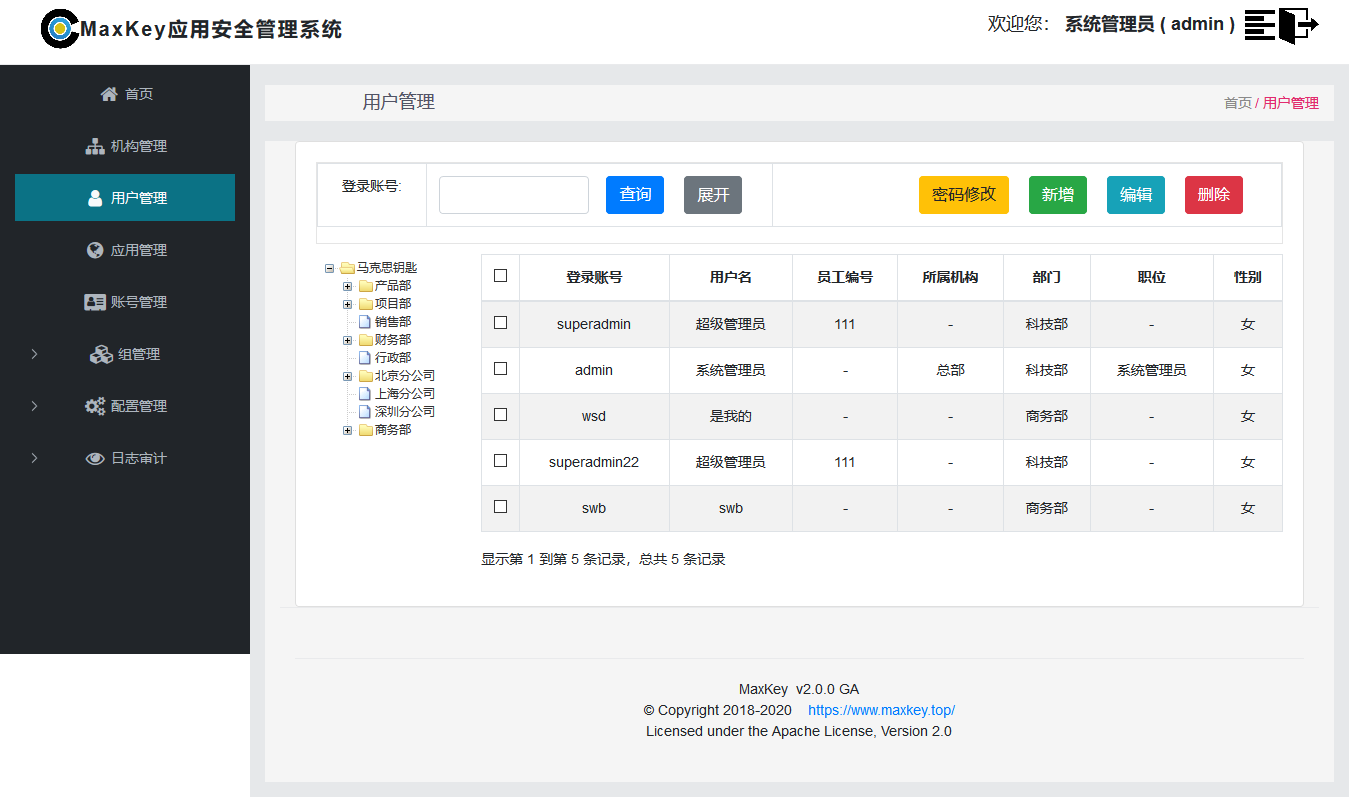 MaxKey应用安全管理系统
欢迎您： 系统管理员 ( admin )
首页
机构管理
用户管理
应用管理
账号管理
组管理
配置管理
日志审计
用户管理
首页 / 用户管理
登录账号: 查询 展开 密码修改 新增 编辑 删除
马克思钥匙
产品部
项目部
销售部
财务部
行政部
北京分公司
上海分公司
深圳分公司
商务部
登录账号 用户名 员工编号 所属机构 部门 职位 性别
superadmin 超级管理员 111 - 科技部 - 女
admin 系统管理员 - 总部 科技部 系统管理员 女
wsd 是我的 - - 商务部 - 女
superadmin22 超级管理员 111 - 科技部 - 女
swb swb - - 商务部 - 女
显示第 1 到第 5 条记录，总共 5 条记录
MaxKey v2.0.0 GA
© Copyright 2018-2020 https://www.maxkey.top/
Licensed under the Apache License, Version 2.0